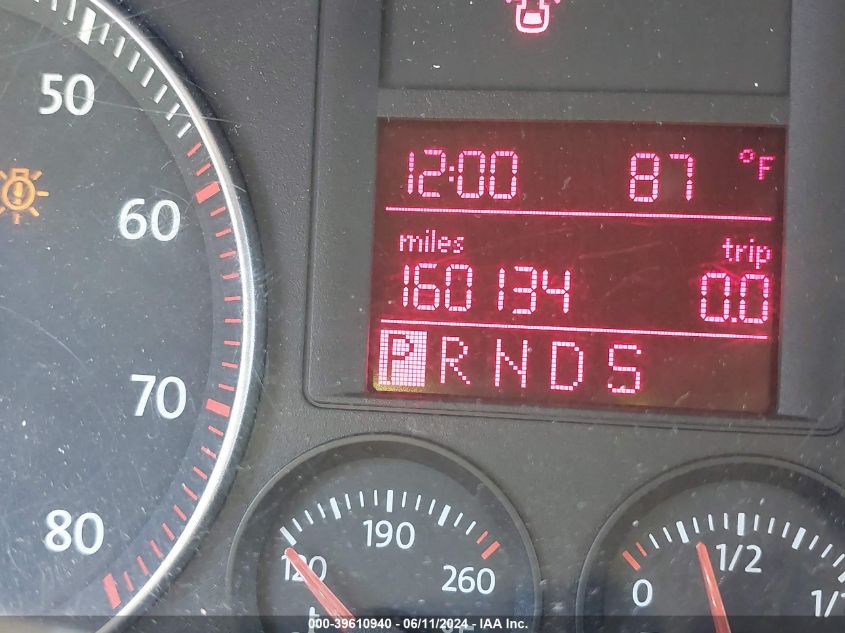 50
60
70
80
12:00 87 °F
miles trip
160134 0.0
P R N D S
120 190 260
0 1/2
000-39610940 - 06/11/2024 - IAA Inc.